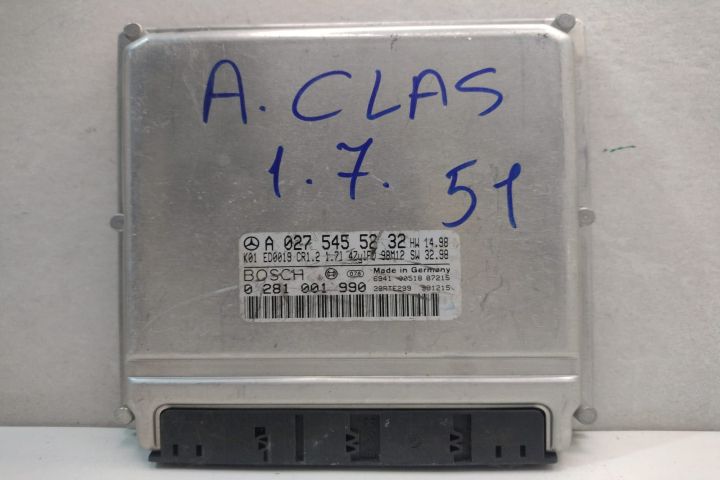 A. CLAS
1.7. 51
A 027 545 52 32 HW 14.98
K01 ED0019 CR1.2 1.7l 4Zyl 98M12 SW 32.98
BOSCH Made in Germany
0 281 001 990